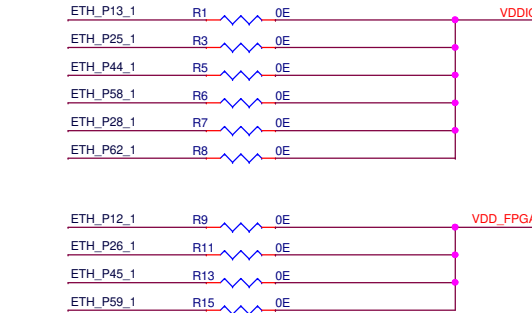 ETH_P13_1 R1 0E VDDIO
ETH_P25_1 R3 0E
ETH_P44_1 R5 0E
ETH_P58_1 R6 0E
ETH_P28_1 R7 0E
ETH_P62_1 R8 0E
ETH_P12_1 R9 0E VDD_FPGA
ETH_P26_1 R11 0E
ETH_P45_1 R13 0E
ETH_P59_1 R15 0E